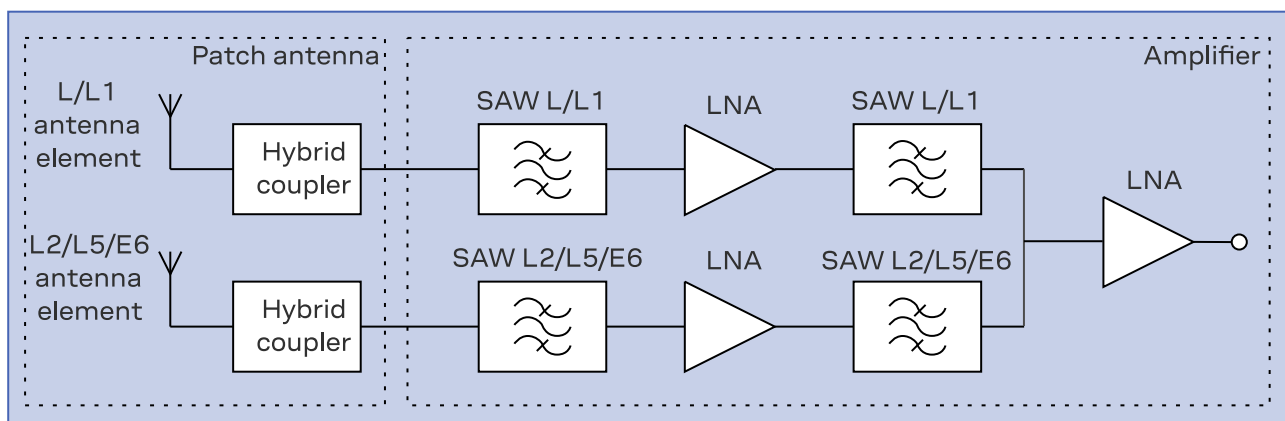 Patch antenna
Amplifier
L/L1
antenna
element
Hybrid
coupler
SAW L/L1
LNA
SAW L/L1
LNA
L2/L5/E6
antenna
element
Hybrid
coupler
SAW L2/L5/E6
LNA
SAW L2/L5/E6